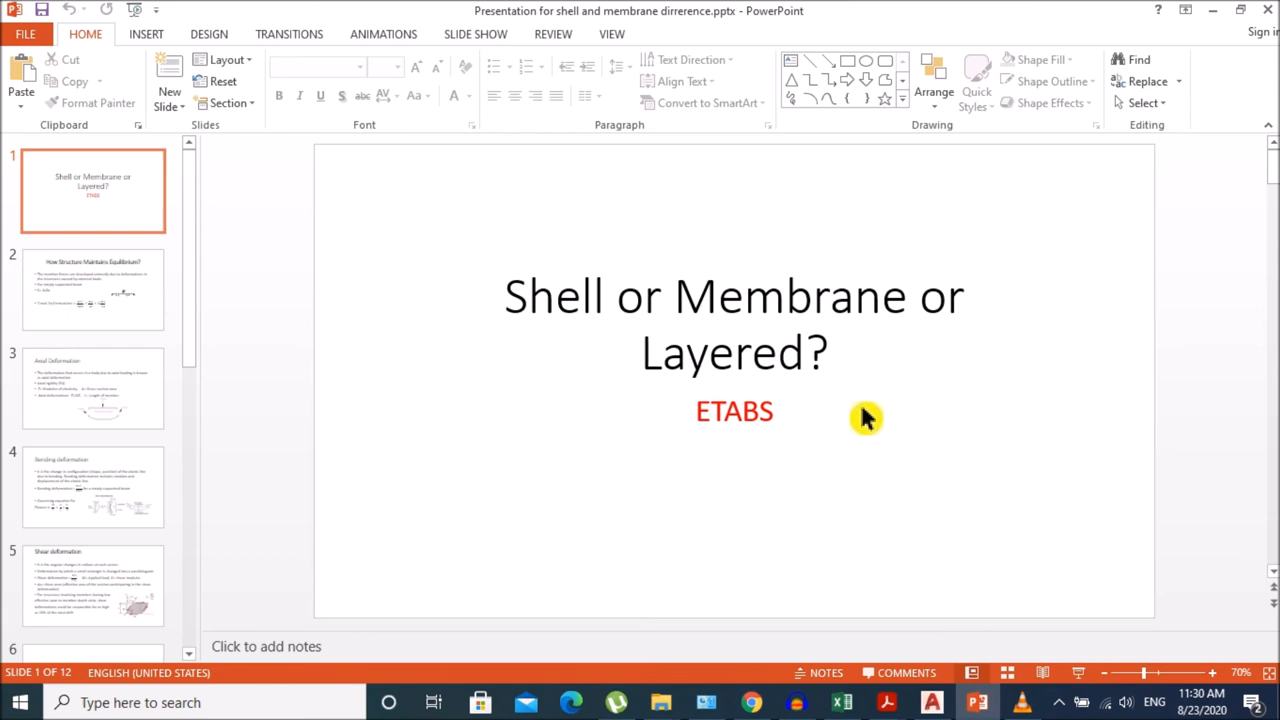 Presentation for shell and membrane dirrerence.pptx - PowerPoint
?
FILE HOME INSERT DESIGN TRANSITIONS ANIMATIONS SLIDE SHOW REVIEW VIEW
Sign in
Paste
Cut
Copy
Format Painter
Clipboard
New Slide
Layout
Reset
Section
Slides
B I U S abc AV Aa A
Font
Text Direction
Align Text
Convert to SmartArt
Paragraph
Arrange
Quick Styles
Shape Fill
Shape Outline
Shape Effects
Drawing
Find
Replace
Select
Editing
1
Shell or Membrane or
Layered?
ETABS
2
How Structure Maintains Equilibrium?
3
Axial Deformation
4
Bending deformation
5
Shear deformation
6
Shell or Membrane or
Layered?
ETABS
Click to add notes
SLIDE 1 OF 12 ENGLISH (UNITED STATES) NOTES COMMENTS 70%
Type here to search
ENG
11:30 AM
8/23/2020
2